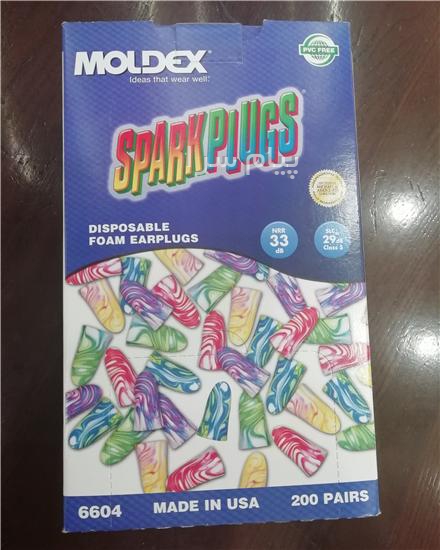 MOLDEX®
Ideas that wear well.®
PVC FREE
SPARKPLUGS®
DISPOSABLE
FOAM EARPLUGS
NRR
33
dB
SLC80
29dB
Class 5
6604
MADE IN USA
200 PAIRS